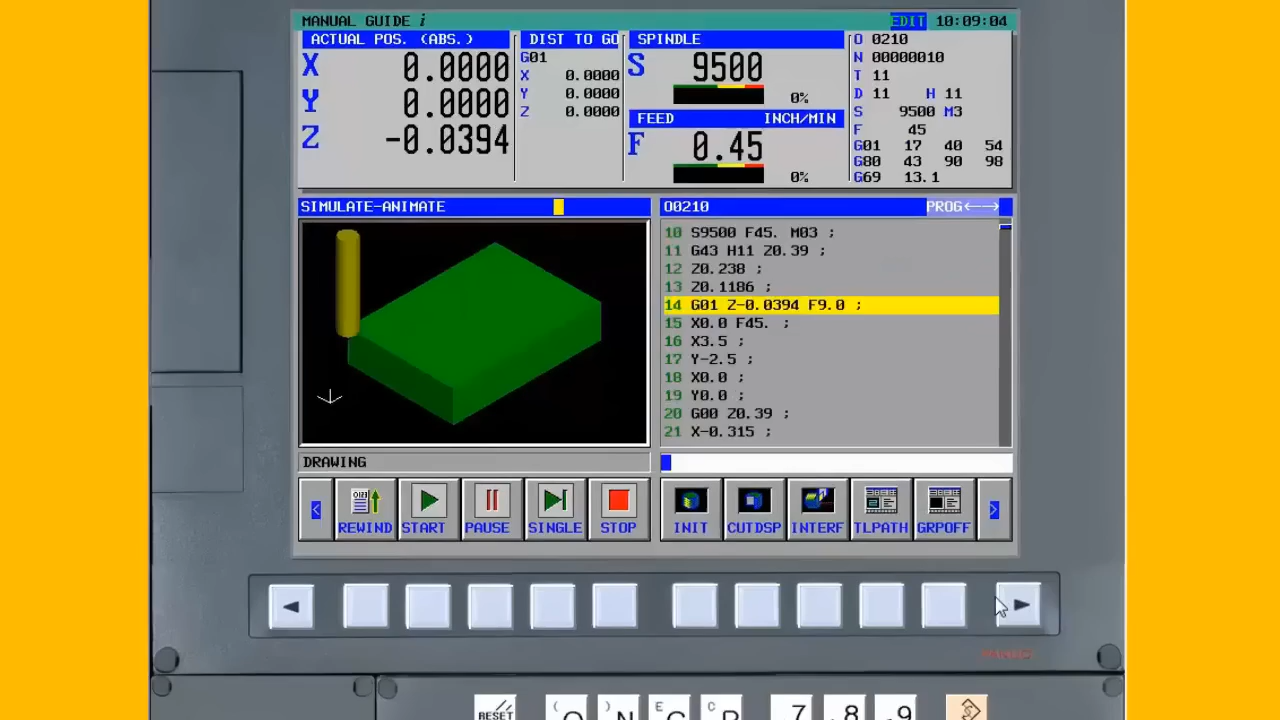 MANUAL GUIDE i
EDIT 10:09:04
ACTUAL POS. (ABS.)
X 0.0000
Y 0.0000
Z -0.0394
DIST TO GO
G01
X 0.0000
Y 0.0000
Z 0.0000
SPINDLE
S 9500
0%
FEED INCH/MIN
F 0.45
0%
O 0210
N 00000010
T 11
D 11 H 11
S 9500 M3
F 45
G01 17 40 54
G80 43 90 98
G69 13.1
SIMULATE-ANIMATE
DRAWING
O0210 PROG←→
10 S9500 F45. M03 ;
11 G43 H11 Z0.39 ;
12 Z0.238 ;
13 Z0.1186 ;
14 G01 Z-0.0394 F9.0 ;
15 X0.0 F45. ;
16 X3.5 ;
17 Y-2.5 ;
18 X0.0 ;
19 Y0.0 ;
20 G00 Z0.39 ;
21 X-0.315 ;
< REWIND START PAUSE SINGLE STOP INIT CUTDSP INTERF TLPATH GRPOFF >
RESET ( O ) N E G C P 7 8 9